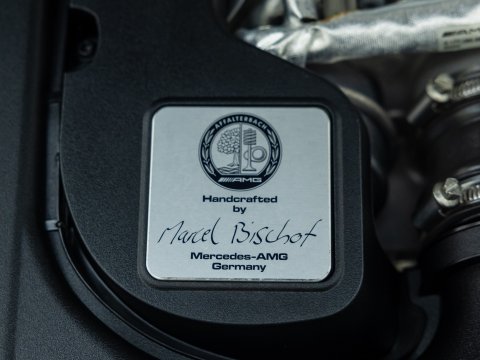 AFFALTERBACH
AMG
Handcrafted
by
Marcel Bischof
Mercedes-AMG
Germany